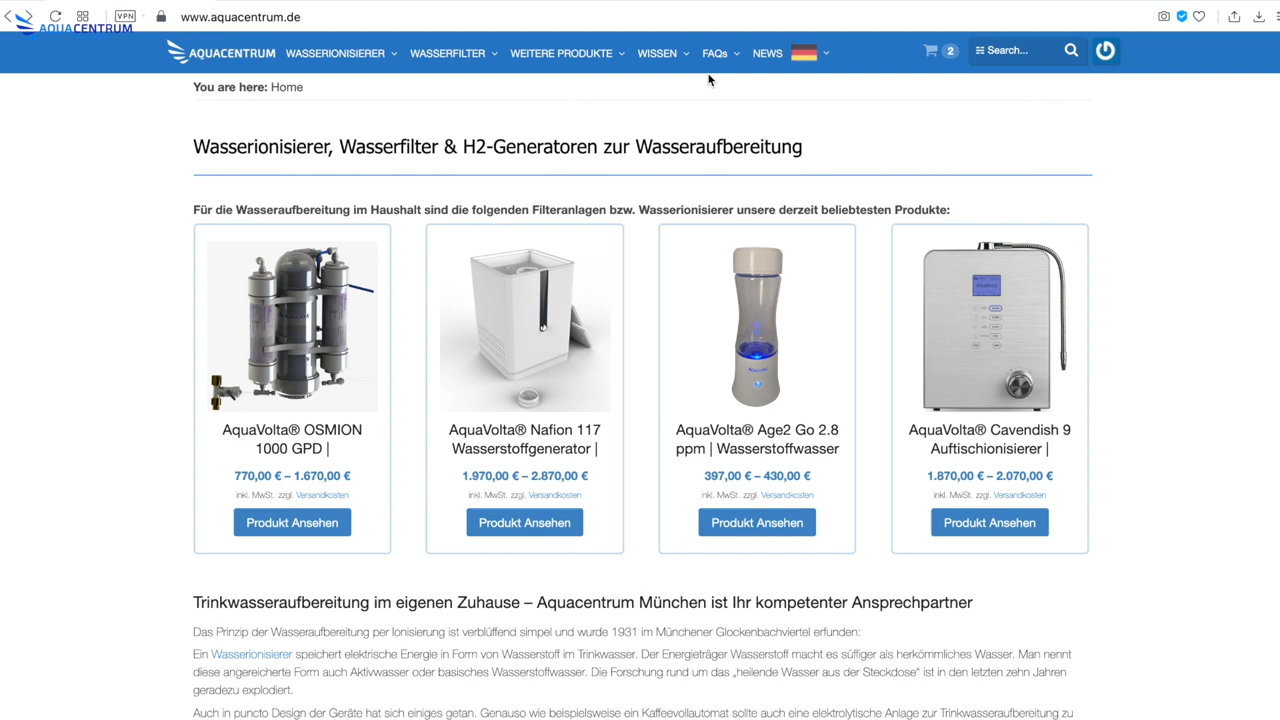 VPN www.aquacentrum.de
AQUACENTRUM
AQUACENTRUM WASSERIONISIERER WASSERFILTER WEITERE PRODUKTE WISSEN FAQs NEWS 2 Search...
You are here: Home
Wasserionisierer, Wasserfilter & H2-Generatoren zur Wasseraufbereitung
Für die Wasseraufbereitung im Haushalt sind die folgenden Filteranlagen bzw. Wasserionisierer unsere derzeit beliebtesten Produkte:
AquaVolta® OSMION
1000 GPD |
770,00 € – 1.670,00 €
inkl. MwSt. zzgl. Versandkosten
Produkt Ansehen
AquaVolta® Nafion 117
Wasserstoffgenerator |
1.970,00 € – 2.870,00 €
inkl. MwSt. zzgl. Versandkosten
Produkt Ansehen
AquaVolta® Age2 Go 2.8
ppm | Wasserstoffwasser
397,00 € – 430,00 €
inkl. MwSt. zzgl. Versandkosten
Produkt Ansehen
AquaVolta® Cavendish 9
Auftischionisierer |
1.870,00 € – 2.070,00 €
inkl. MwSt. zzgl. Versandkosten
Produkt Ansehen
Trinkwasseraufbereitung im eigenen Zuhause – Aquacentrum München ist Ihr kompetenter Ansprechpartner
Das Prinzip der Wasseraufbereitung per Ionisierung ist verblüffend simpel und wurde 1931 im Münchener Glockenbachviertel erfunden:
Ein Wasserionisierer speichert elektrische Energie in Form von Wasserstoff im Trinkwasser. Der Energieträger Wasserstoff macht es süffiger als herkömmliches Wasser. Man nennt
diese angereicherte Form auch Aktivwasser oder basisches Wasserstoffwasser. Die Forschung rund um das „heilende Wasser aus der Steckdose“ ist in den letzten zehn Jahren
geradezu explodiert.
Auch in puncto Design der Geräte hat sich einiges getan. Genauso wie beispielsweise ein Kaffeevollautomat sollte auch eine elektrolytische Anlage zur Trinkwasseraufbereitung zu